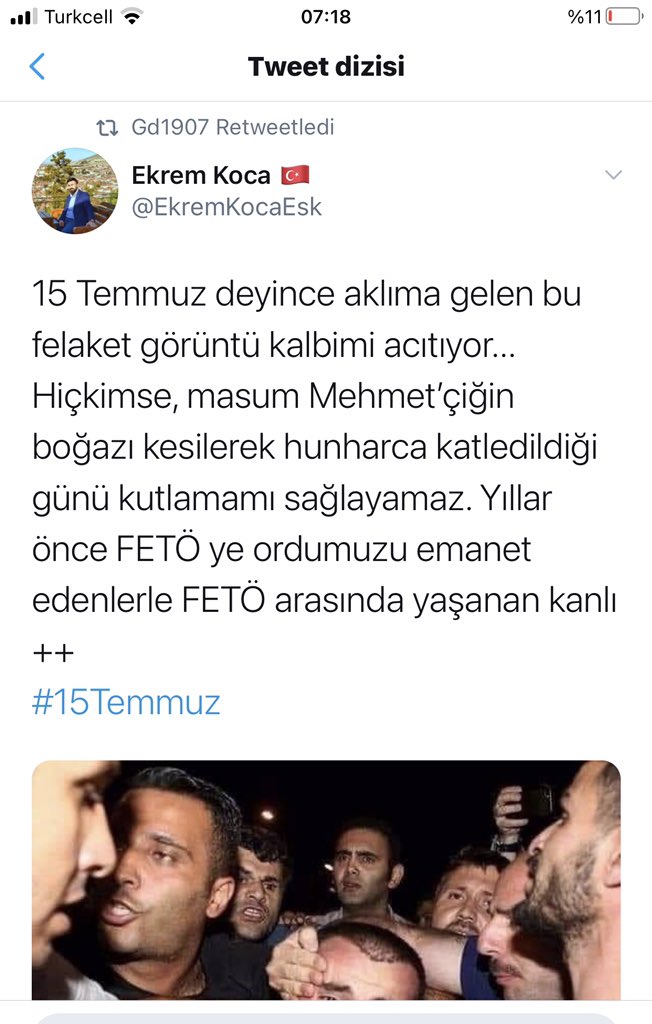 Turkcell 07:18 %11
Tweet dizisi
Gd1907 Retweetledi
Ekrem Koca 🇹🇷
@EkremKocaEsk
15 Temmuz deyince aklıma gelen bu
felaket görüntü kalbimi acıtıyor...
Hiçkimse, masum Mehmet’çiğin
boğazı kesilerek hunharca katledildiği
günü kutlamamı sağlayamaz. Yıllar
önce FETÖ ye ordumuzu emanet
edenlerle FETÖ arasında yaşanan kanlı
++
#15Temmuz